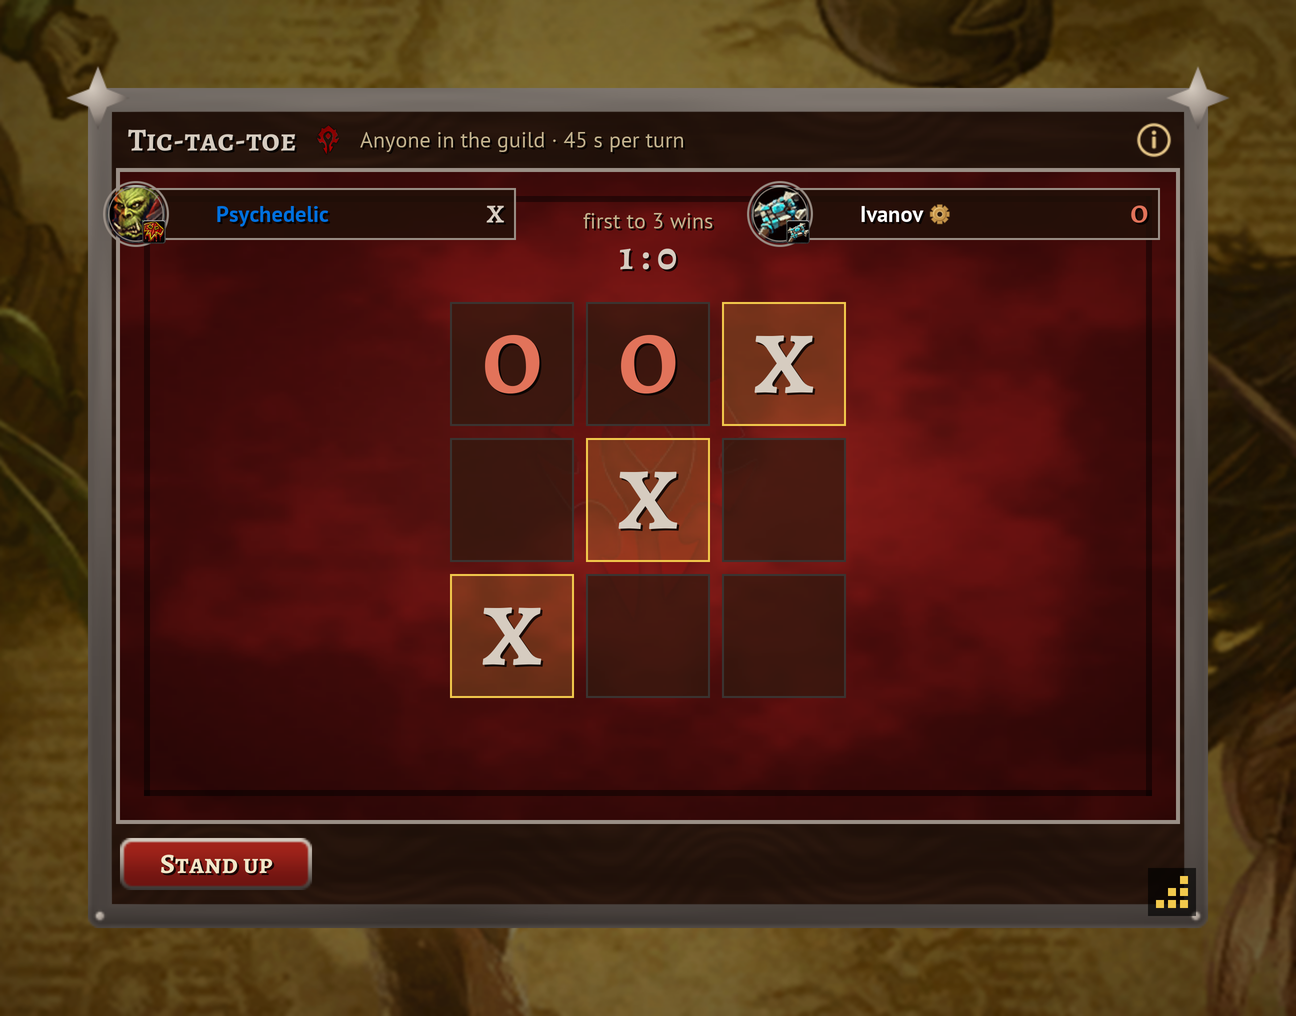 Tic-tac-toe
Anyone in the guild · 45 s per turn
Psychedelic X
first to 3 wins
Ivanov O
1:0
O O X
X
X
Stand up